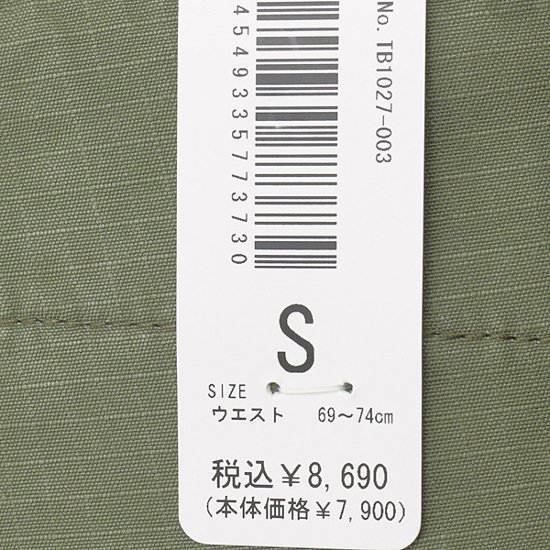 No. TB1027-003
4549335773730
S
SIZE
ウエスト 69〜74cm
税込¥8,690
(本体価格¥7,900)